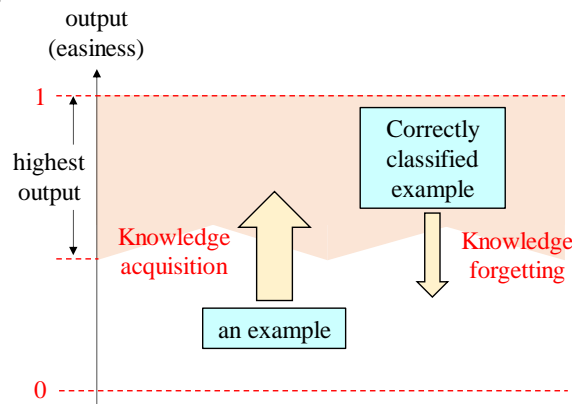 output
(easiness)
1
highest
output
Correctly
classified
example
Knowledge
acquisition
Knowledge
forgetting
an example
0